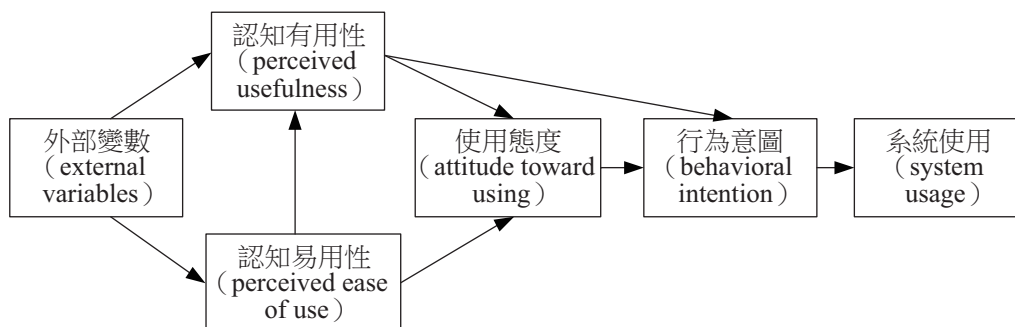 認知有用性
（perceived
usefulness）
外部變數
（external
variables）
使用態度
（attitude toward
using）
行為意圖
（behavioral
intention）
系統使用
（system
usage）
認知易用性
（perceived ease
of use）